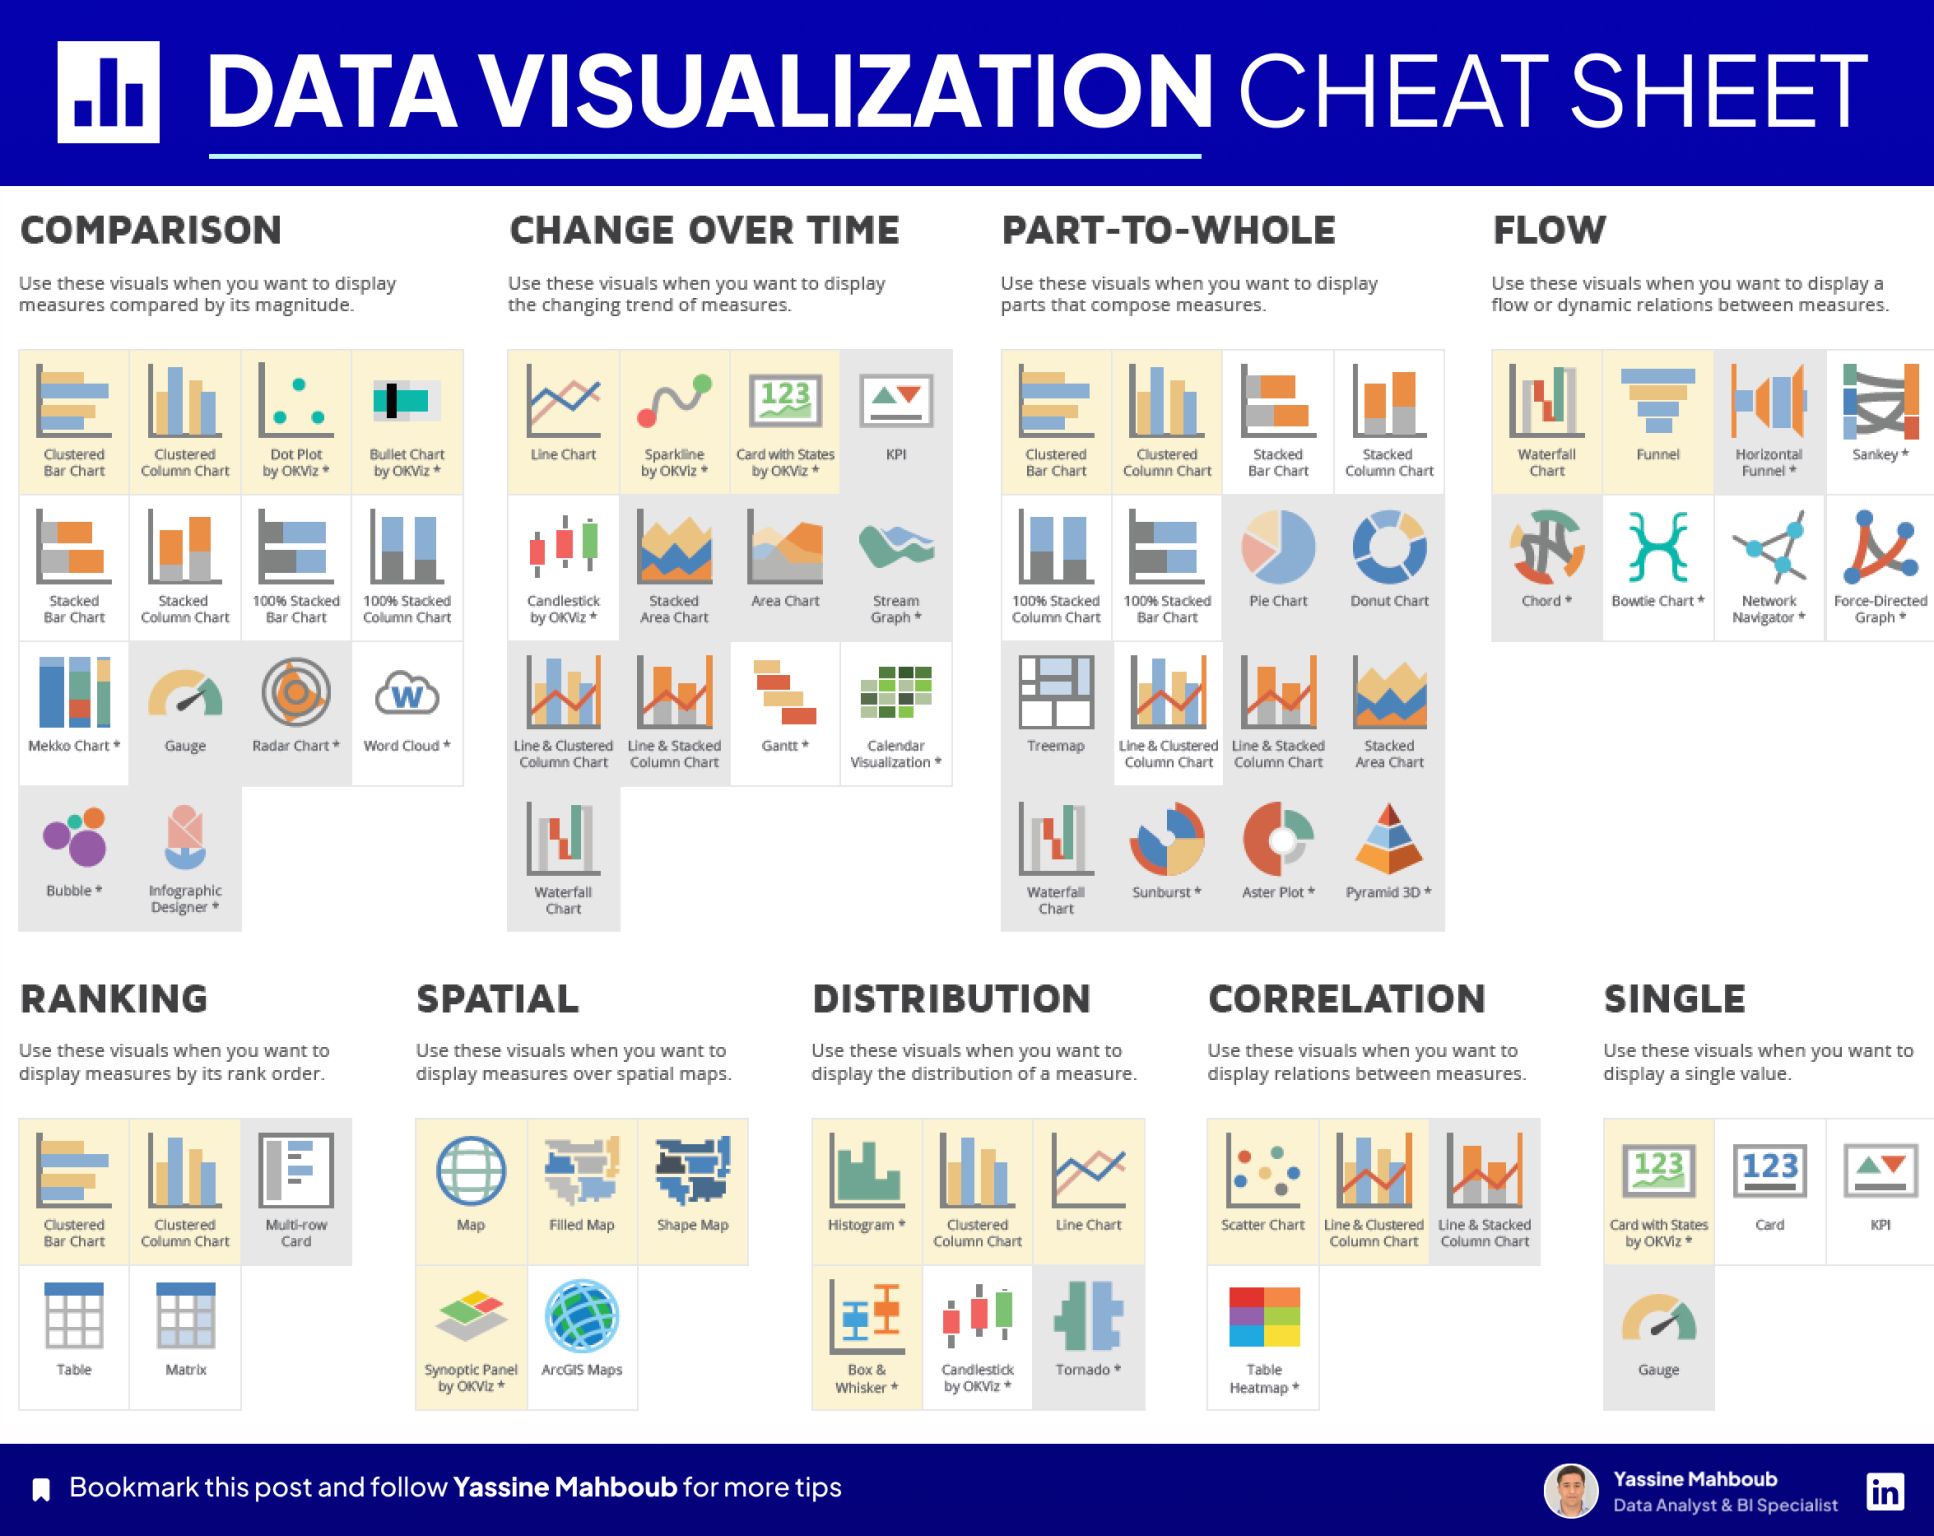 DATA VISUALIZATION CHEAT SHEET
COMPARISON
Use these visuals when you want to display
measures compared by its magnitude.
Clustered
Bar Chart
Clustered
Column Chart
Dot Plot
by OKViz *
Bullet Chart
by OKViz *
Stacked
Bar Chart
Stacked
Column Chart
100% Stacked
Bar Chart
100% Stacked
Column Chart
Mekko Chart *
Gauge
Radar Chart *
W
Word Cloud *
Bubble *
Infographic
Designer *
CHANGE OVER TIME
Use these visuals when you want to display
the changing trend of measures.
Line Chart
Sparkline
by OKViz *
123
Card with States
by OKViz *
KPI
Candlestick
by OKViz *
Stacked
Area Chart
Area Chart
Stream
Graph *
Line & Clustered
Column Chart
Line & Stacked
Column Chart
Gantt *
Calendar
Visualization *
Waterfall
Chart
PART-TO-WHOLE
Use these visuals when you want to display
parts that compose measures.
Clustered
Bar Chart
Clustered
Column Chart
Stacked
Bar Chart
Stacked
Column Chart
100% Stacked
Column Chart
100% Stacked
Bar Chart
Pie Chart
Donut Chart
Treemap
Line & Clustered
Column Chart
Line & Stacked
Column Chart
Stacked
Area Chart
Waterfall
Chart
Sunburst *
Aster Plot *
Pyramid 3D *
FLOW
Use these visuals when you want to display a
flow or dynamic relations between measures.
Waterfall
Chart
Funnel
Horizontal
Funnel *
Sankey *
Chord *
Bowtie Chart *
Network
Navigator *
Force-Directed
Graph *
RANKING
Use these visuals when you want to
display measures by its rank order.
Clustered
Bar Chart
Clustered
Column Chart
Multi-row
Card
Table
Matrix
SPATIAL
Use these visuals when you want to
display measures over spatial maps.
Map
Filled Map
Shape Map
Synoptic Panel
by OKViz *
ArcGIS Maps
DISTRIBUTION
Use these visuals when you want to
display the distribution of a measure.
Histogram *
Clustered
Column Chart
Line Chart
Box &
Whisker *
Candlestick
by OKViz *
Tornado *
CORRELATION
Use these visuals when you want to
display relations between measures.
Scatter Chart
Line & Clustered
Column Chart
Line & Stacked
Column Chart
Table
Heatmap *
SINGLE
Use these visuals when you want to
display a single value.
123
Card with States
by OKViz *
123
Card
KPI
Gauge
Bookmark this post and follow Yassine Mahboub for more tips
Yassine Mahboub
Data Analyst & BI Specialist
in